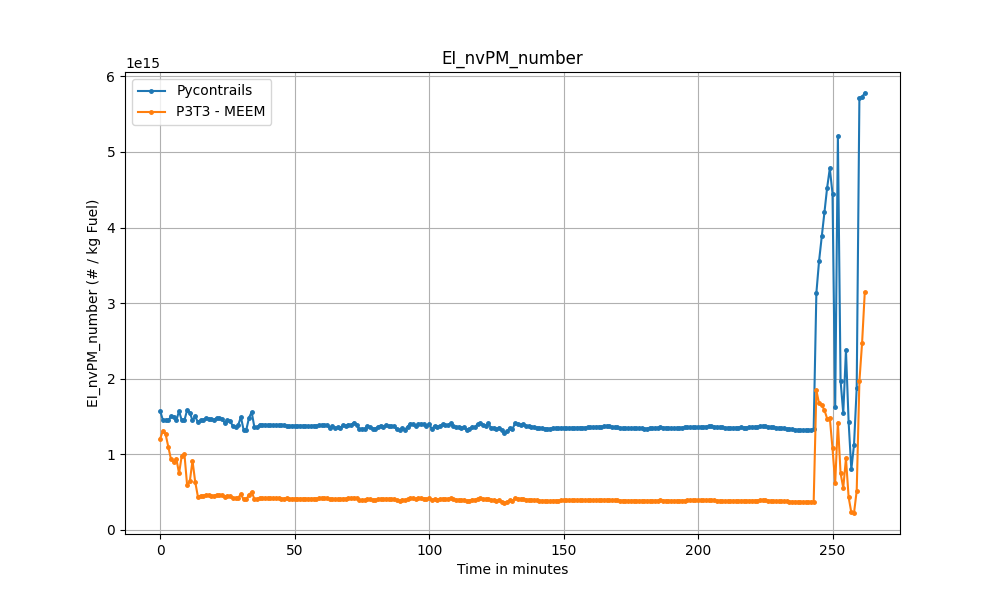 EI_nvPM_number
1e15
Pycontrails
P3T3 - MEEM
6
5
4
3
2
1
0
EI_nvPM_number (# / kg Fuel)
0 50 100 150 200 250
Time in minutes